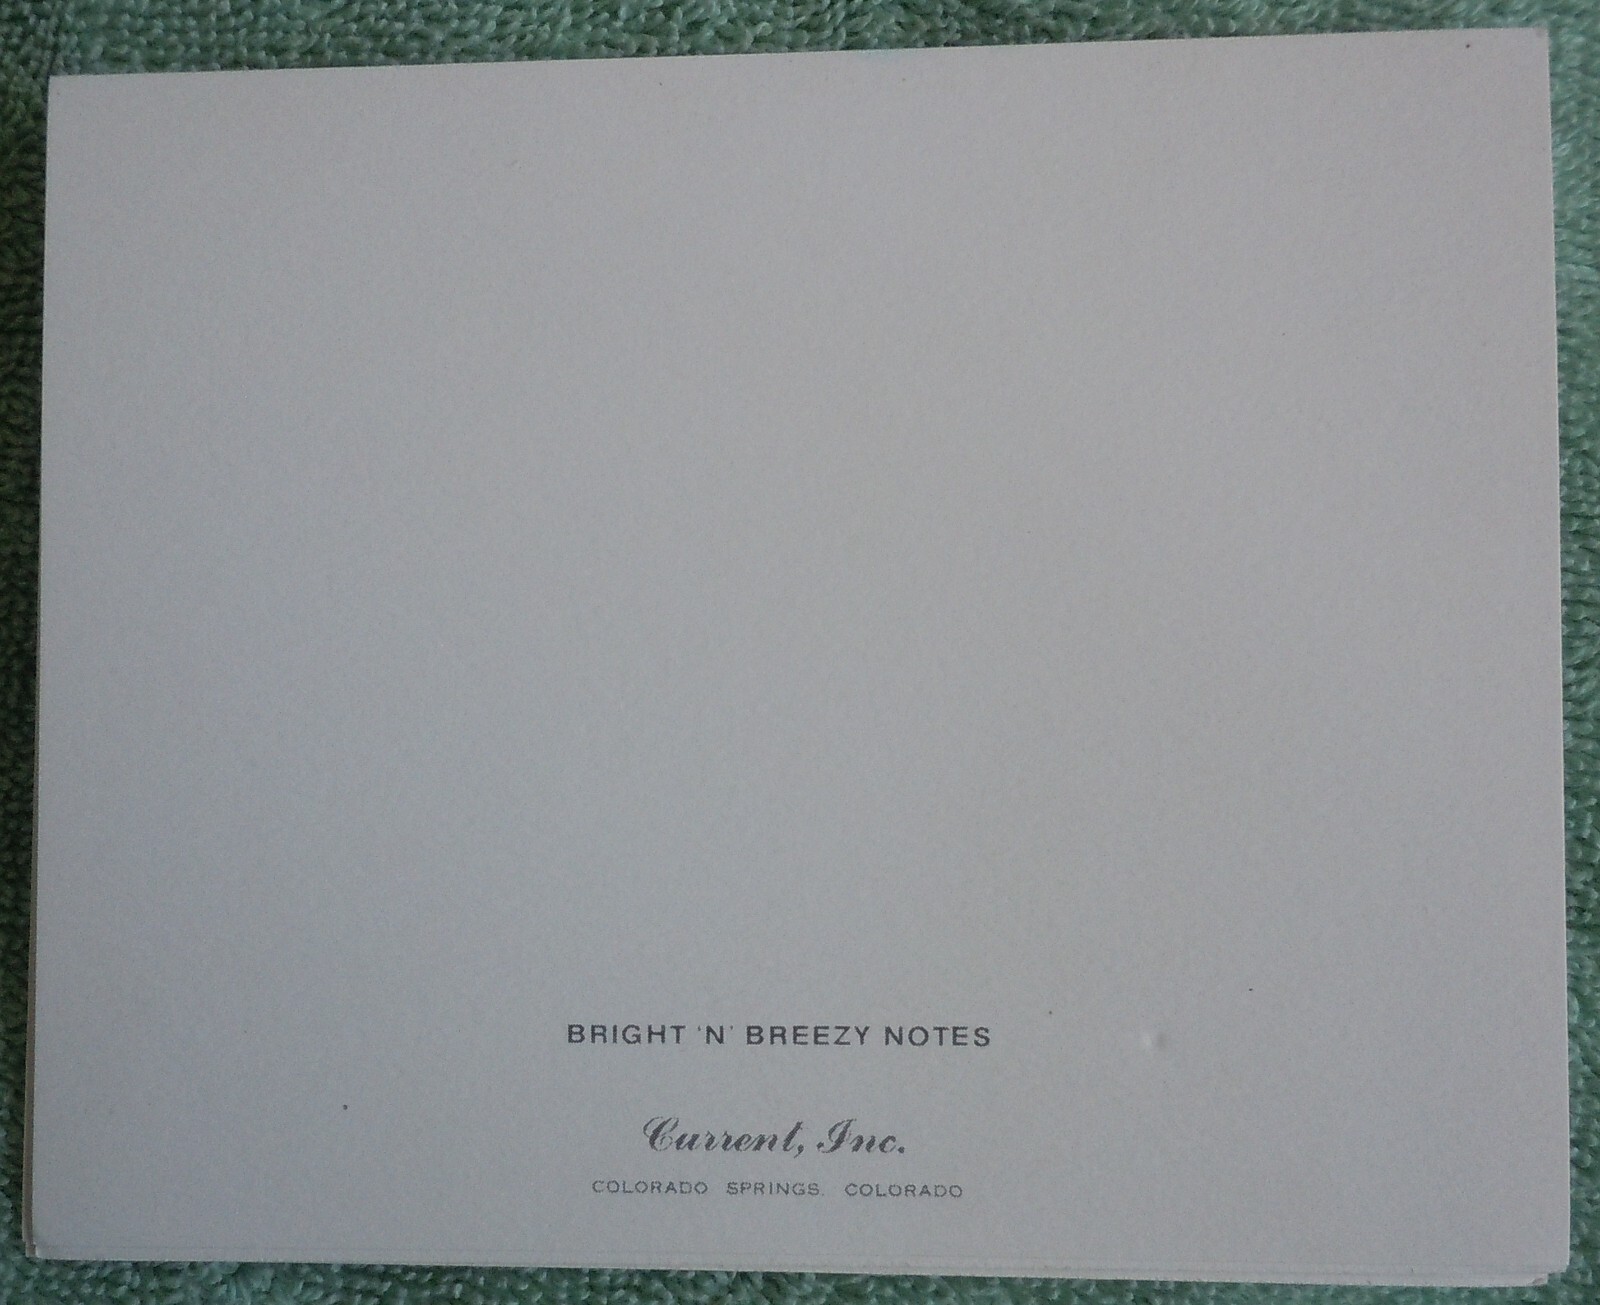 BRIGHT 'N' BREEZY NOTES
Current, Inc.
COLORADO SPRINGS, COLORADO